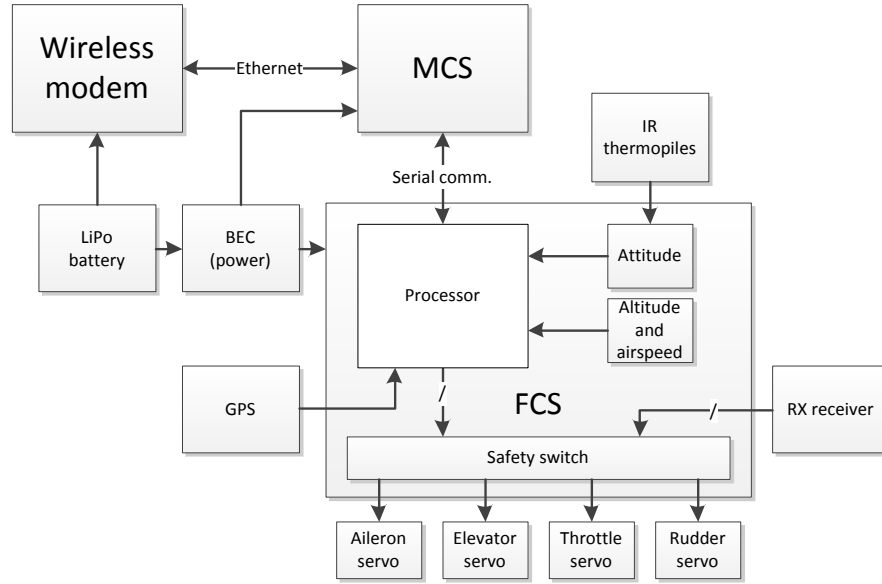 Wireless
modem
Ethernet
MCS
IR
thermopiles
Serial comm.
LiPo
battery
BEC
(power)
Processor
Attitude
Altitude
and
airspeed
GPS
/
FCS
/
RX receiver
Safety switch
Aileron
servo
Elevator
servo
Throttle
servo
Rudder
servo